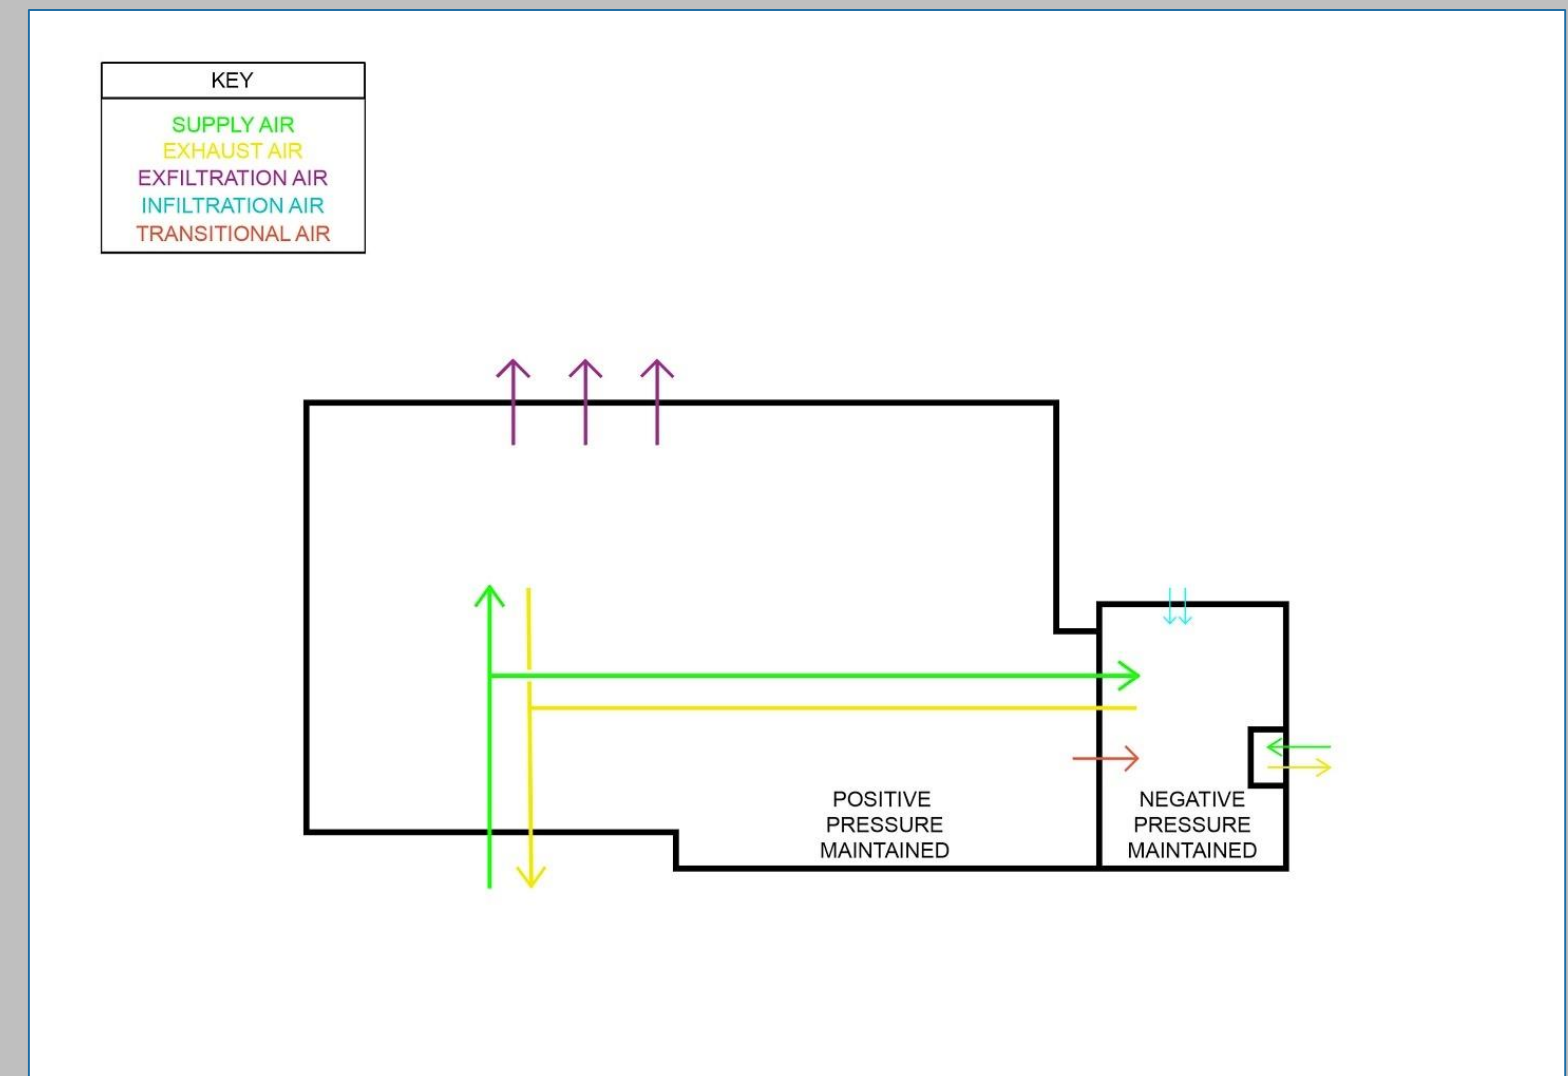 KEY
SUPPLY AIR
EXHAUST AIR
EXFILTRATION AIR
INFILTRATION AIR
TRANSITIONAL AIR
POSITIVE
PRESSURE
MAINTAINED
NEGATIVE
PRESSURE
MAINTAINED